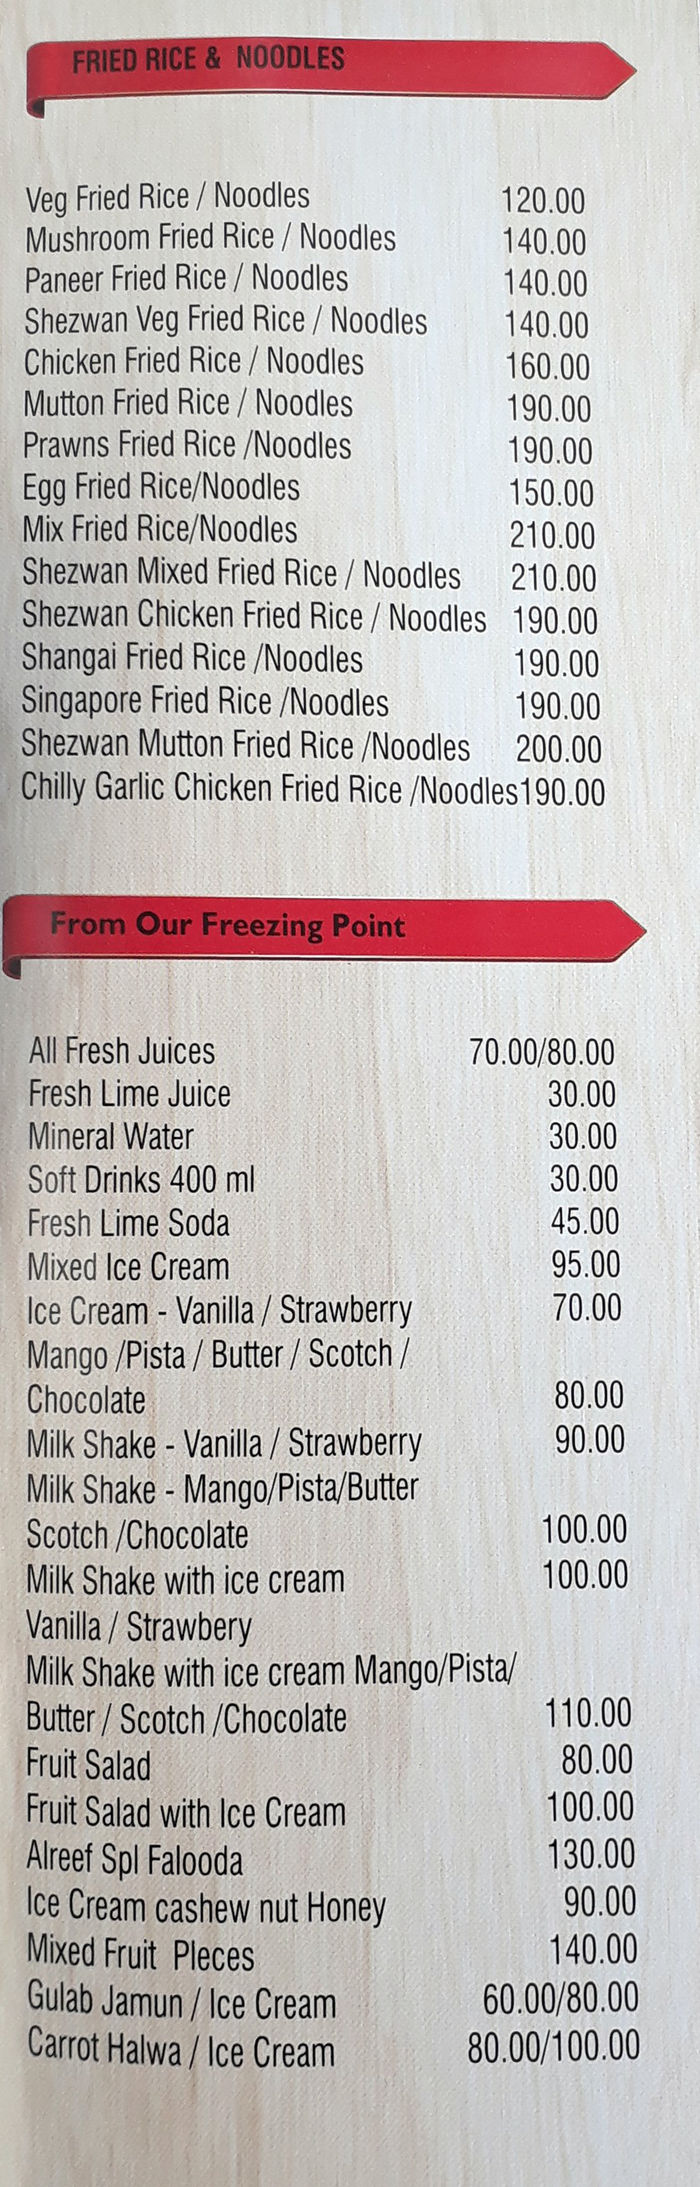 FRIED RICE & NOODLES
Veg Fried Rice / Noodles 120.00
Mushroom Fried Rice / Noodles 140.00
Paneer Fried Rice / Noodles 140.00
Shezwan Veg Fried Rice / Noodles 140.00
Chicken Fried Rice / Noodles 160.00
Mutton Fried Rice / Noodles 190.00
Prawns Fried Rice /Noodles 190.00
Egg Fried Rice/Noodles 150.00
Mix Fried Rice/Noodles 210.00
Shezwan Mixed Fried Rice / Noodles 210.00
Shezwan Chicken Fried Rice / Noodles 190.00
Shangai Fried Rice /Noodles 190.00
Singapore Fried Rice /Noodles 190.00
Shezwan Mutton Fried Rice /Noodles 200.00
Chilly Garlic Chicken Fried Rice /Noodles190.00
From Our Freezing Point
All Fresh Juices 70.00/80.00
Fresh Lime Juice 30.00
Mineral Water 30.00
Soft Drinks 400 ml 30.00
Fresh Lime Soda 45.00
Mixed Ice Cream 95.00
Ice Cream - Vanilla / Strawberry 70.00
Mango /Pista / Butter / Scotch /
Chocolate 80.00
Milk Shake - Vanilla / Strawberry 90.00
Milk Shake - Mango/Pista/Butter
Scotch /Chocolate 100.00
Milk Shake with ice cream 100.00
Vanilla / Strawbery
Milk Shake with ice cream Mango/Pista/
Butter / Scotch /Chocolate 110.00
Fruit Salad 80.00
Fruit Salad with Ice Cream 100.00
Alreef Spl Falooda 130.00
Ice Cream cashew nut Honey 90.00
Mixed Fruit Pleces 140.00
Gulab Jamun / Ice Cream 60.00/80.00
Carrot Halwa / Ice Cream 80.00/100.00